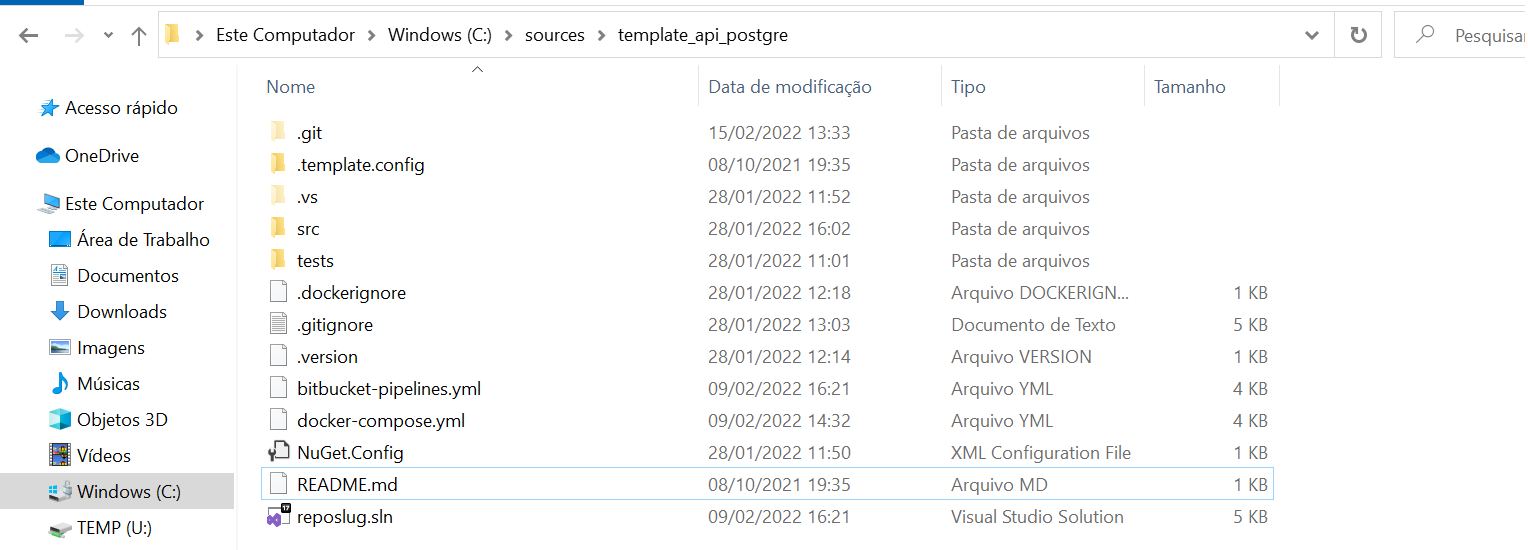 Este Computador > Windows (C:) > sources > template_api_postgre
Pesquisar
Acesso rápido
OneDrive
Este Computador
Área de Trabalho
Documentos
Downloads
Imagens
Músicas
Objetos 3D
Vídeos
Windows (C:)
TEMP (U:)
Nome Data de modificação Tipo Tamanho
.git 15/02/2022 13:33 Pasta de arquivos
.template.config 08/10/2021 19:35 Pasta de arquivos
.vs 28/01/2022 11:52 Pasta de arquivos
src 28/01/2022 16:02 Pasta de arquivos
tests 28/01/2022 11:01 Pasta de arquivos
.dockerignore 28/01/2022 12:18 Arquivo DOCKERIGN... 1 KB
.gitignore 28/01/2022 13:03 Documento de Texto 5 KB
.version 28/01/2022 12:14 Arquivo VERSION 1 KB
bitbucket-pipelines.yml 09/02/2022 16:21 Arquivo YML 4 KB
docker-compose.yml 09/02/2022 14:32 Arquivo YML 4 KB
NuGet.Config 28/01/2022 11:50 XML Configuration File 1 KB
README.md 08/10/2021 19:35 Arquivo MD 1 KB
17
reposlug.sln 09/02/2022 16:21 Visual Studio Solution 5 KB